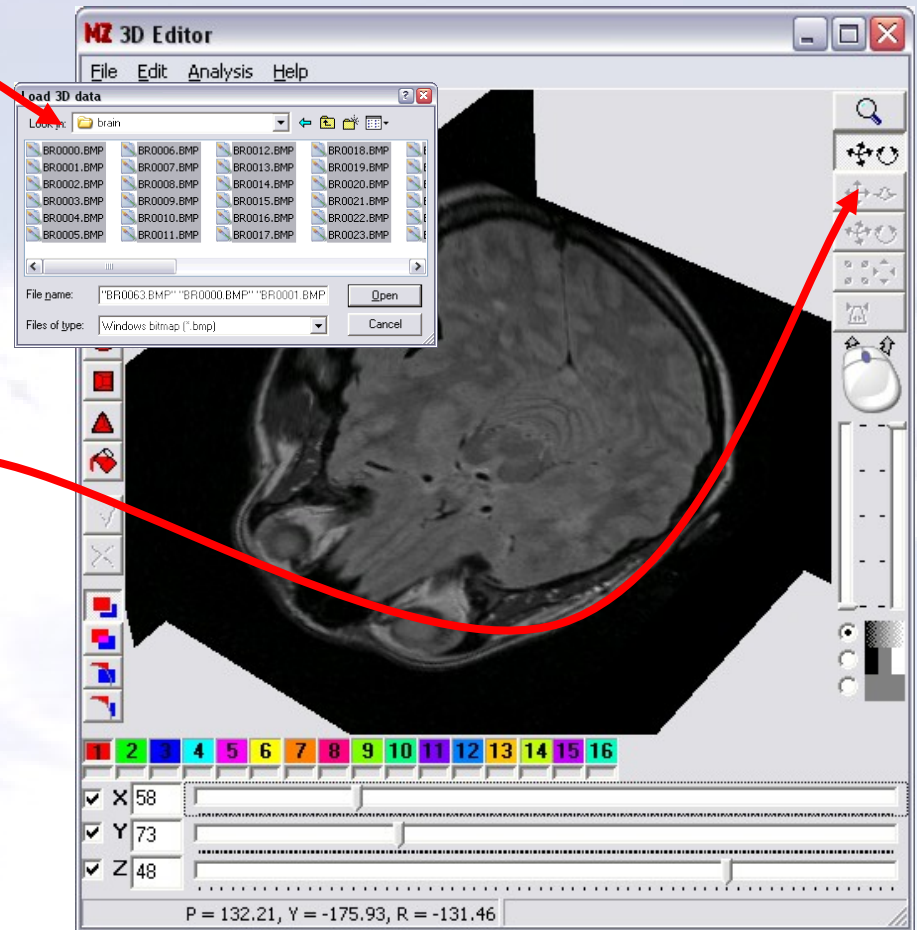 MZ 3D Editor
File Edit Analysis Help
Load 3D data
Look in: brain
BR0000.BMP BR0006.BMP BR0012.BMP BR0018.BMP
BR0001.BMP BR0007.BMP BR0013.BMP BR0019.BMP
BR0002.BMP BR0008.BMP BR0014.BMP BR0020.BMP
BR0003.BMP BR0009.BMP BR0015.BMP BR0021.BMP
BR0004.BMP BR0010.BMP BR0016.BMP BR0022.BMP
BR0005.BMP BR0011.BMP BR0017.BMP BR0023.BMP
File name: "BR0063.BMP" "BR0000.BMP" "BR0001.BMP Open
Files of type: Windows bitmap (*.bmp) Cancel
1 2 3 4 5 6 7 8 9 10 11 12 13 14 15 16
X 58
Y 73
Z 48
P = 132.21, Y = -175.93, R = -131.46